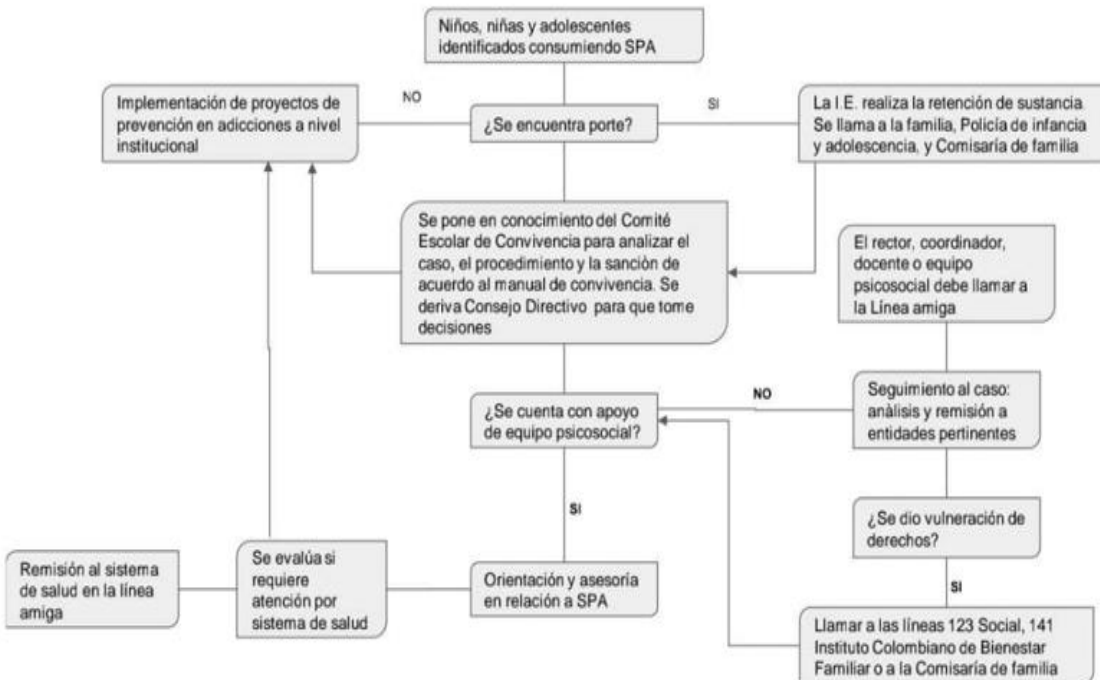 Niños, niñas y adolescentes
identificados consumiendo SPA
Implementación de proyectos de
prevención en adicciones a nivel
institucional
NO
¿Se encuentra porte?
SI
La I.E. realiza la retención de sustancia.
Se llama a la familia, Policía de infancia
y adolescencia, y Comisaría de familia
Se pone en conocimiento del Comité
Escolar de Convivencia para analizar el
caso, el procedimiento y la sanciòn de
acuerdo al manual de convivencia. Se
deriva Consejo Directivo para que tome
decisiones
El rector, coordinador,
docente o equipo
psicosocial debe llamar a
la Línea amiga
¿Se cuenta con apoyo
de equipo psicosocial?
NO
Seguimiento al caso:
anàlisis y remisión a
entidades pertinentes
SI
¿Se dio vulneración de
derechos?
Remisión al sistema
de salud en la línea
amiga
Se evalúa si
requiere
atención por
sistema de salud
Orientación y asesoría
en relación a SPA
SI
Llamar a las líneas 123 Social, 141
Instituto Colombiano de Bienestar
Familiar o a la Comisaría de familia